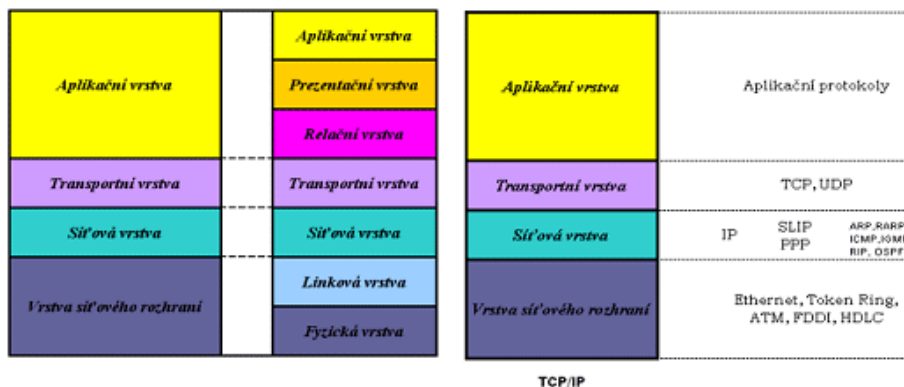 Aplikační vrstva
Transportní vrstva
Síťová vrstva
Vrstva síťového rozhraní
Aplikační vrstva
Prezentační vrstva
Relační vrstva
Transportní vrstva
Síťová vrstva
Linková vrstva
Fyzická vrstva
Aplikační vrstva
Aplikační protokoly
Transportní vrstva
TCP, UDP
Síťová vrstva
IP
SLIP
PPP
ARP,RARP
ICMP,IGMP
RIP, OSPF
Vrstva síťového rozhraní
Ethernet, Token Ring,
ATM, FDDI, HDLC
TCP/IP